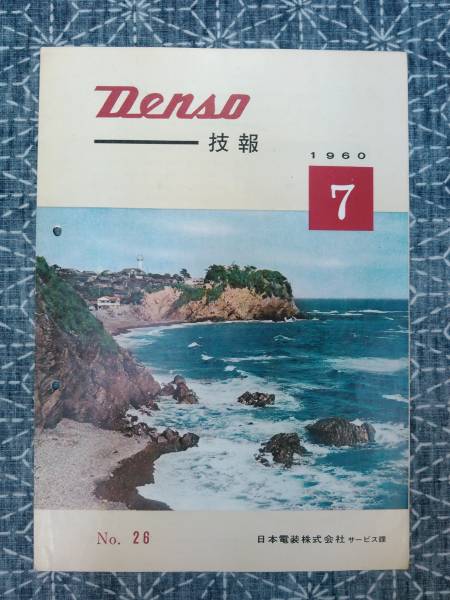 Denso
技報
1960
7
No. 26
日本電装株式会社 サービス課